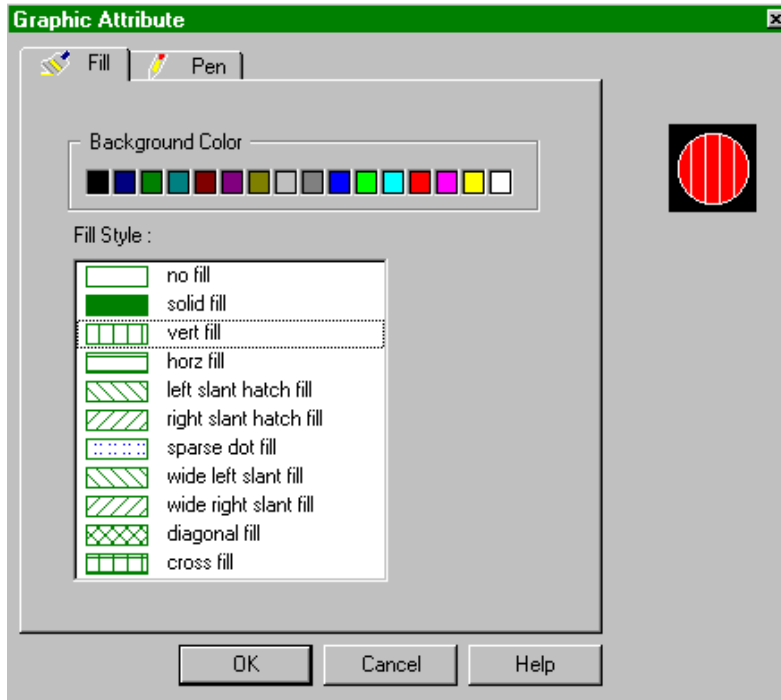 Graphic Attribute
Fill
Pen
Background Color
Fill Style :
no fill
solid fill
vert fill
horz fill
left slant hatch fill
right slant hatch fill
sparse dot fill
wide left slant fill
wide right slant fill
diagonal fill
cross fill
OK
Cancel
Help